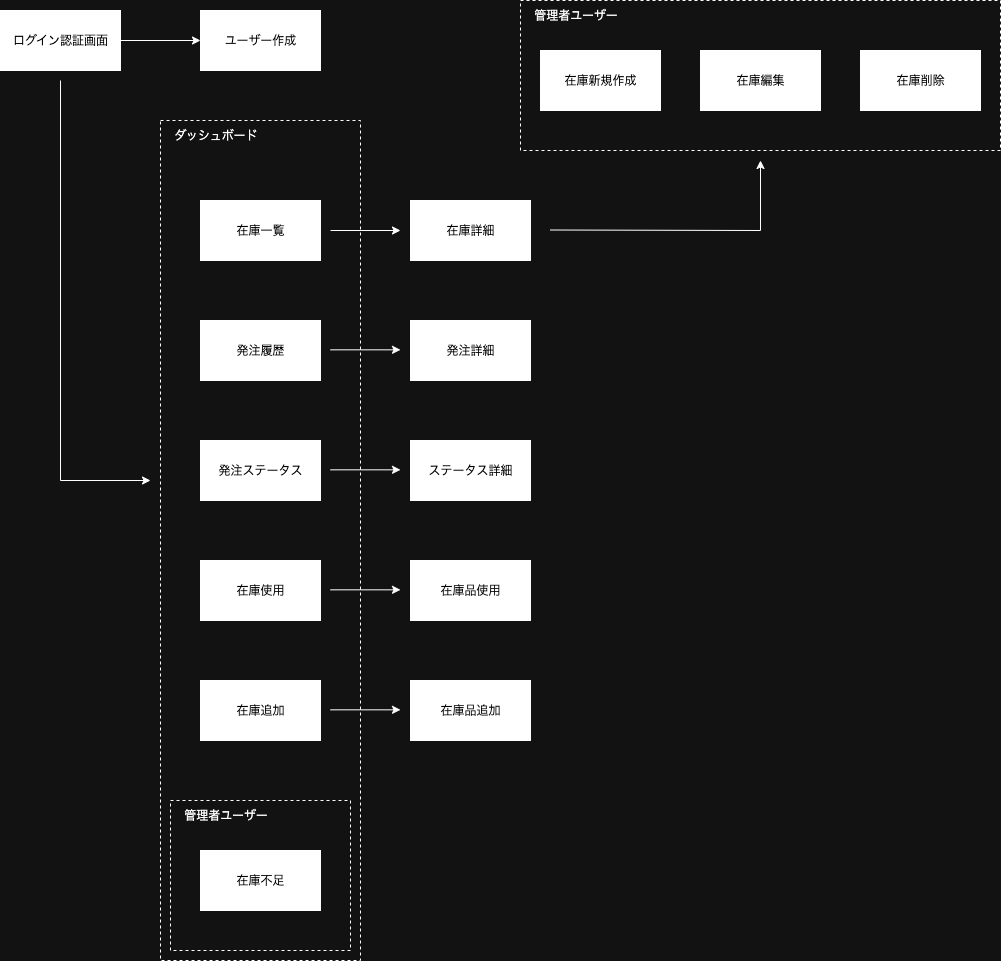 ログイン認証画面
ユーザー作成
管理者ユーザー
在庫新規作成
在庫編集
在庫削除
ダッシュボード
在庫一覧
在庫詳細
発注履歴
発注詳細
発注ステータス
ステータス詳細
在庫使用
在庫品使用
在庫追加
在庫品追加
管理者ユーザー
在庫不足